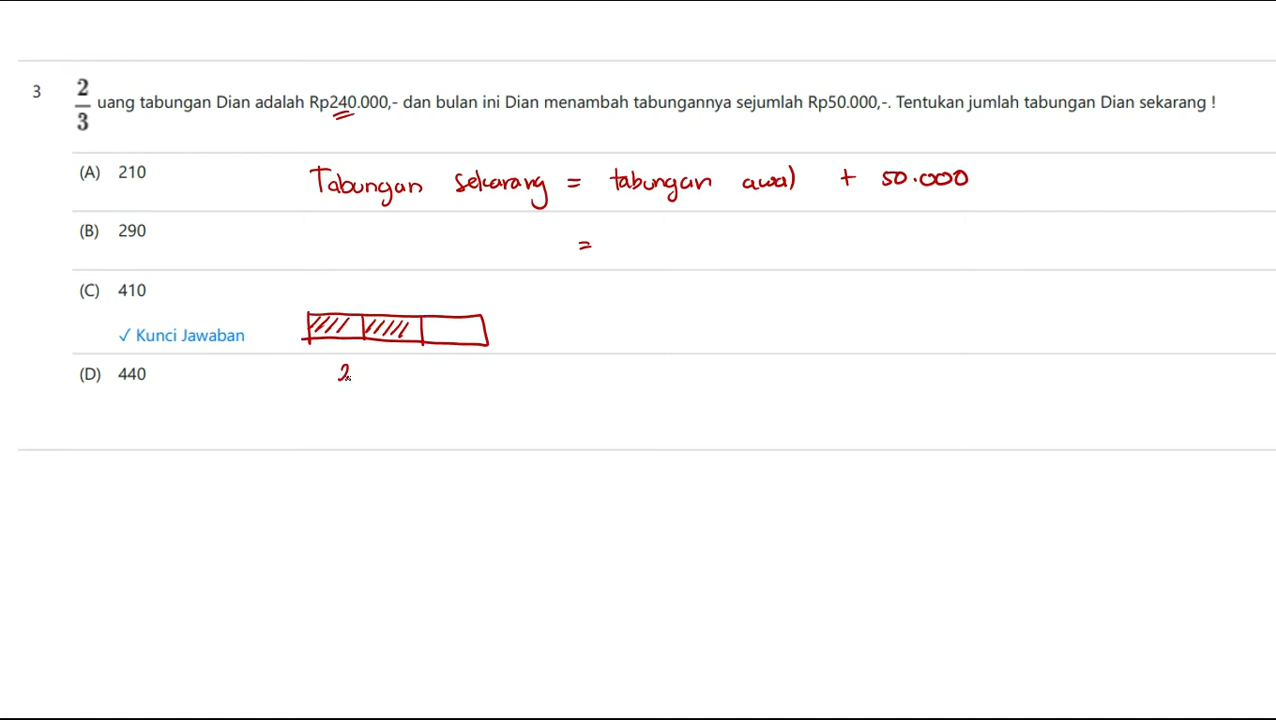 3 2/3 uang tabungan Dian adalah Rp240.000,- dan bulan ini Dian menambah tabungannya sejumlah Rp50.000,-. Tentukan jumlah tabungan Dian sekarang !
(A) 210
Tabungan sekarang = tabungan awal + 50.000
(B) 290
=
(C) 410
✓ Kunci Jawaban
(D) 440
2